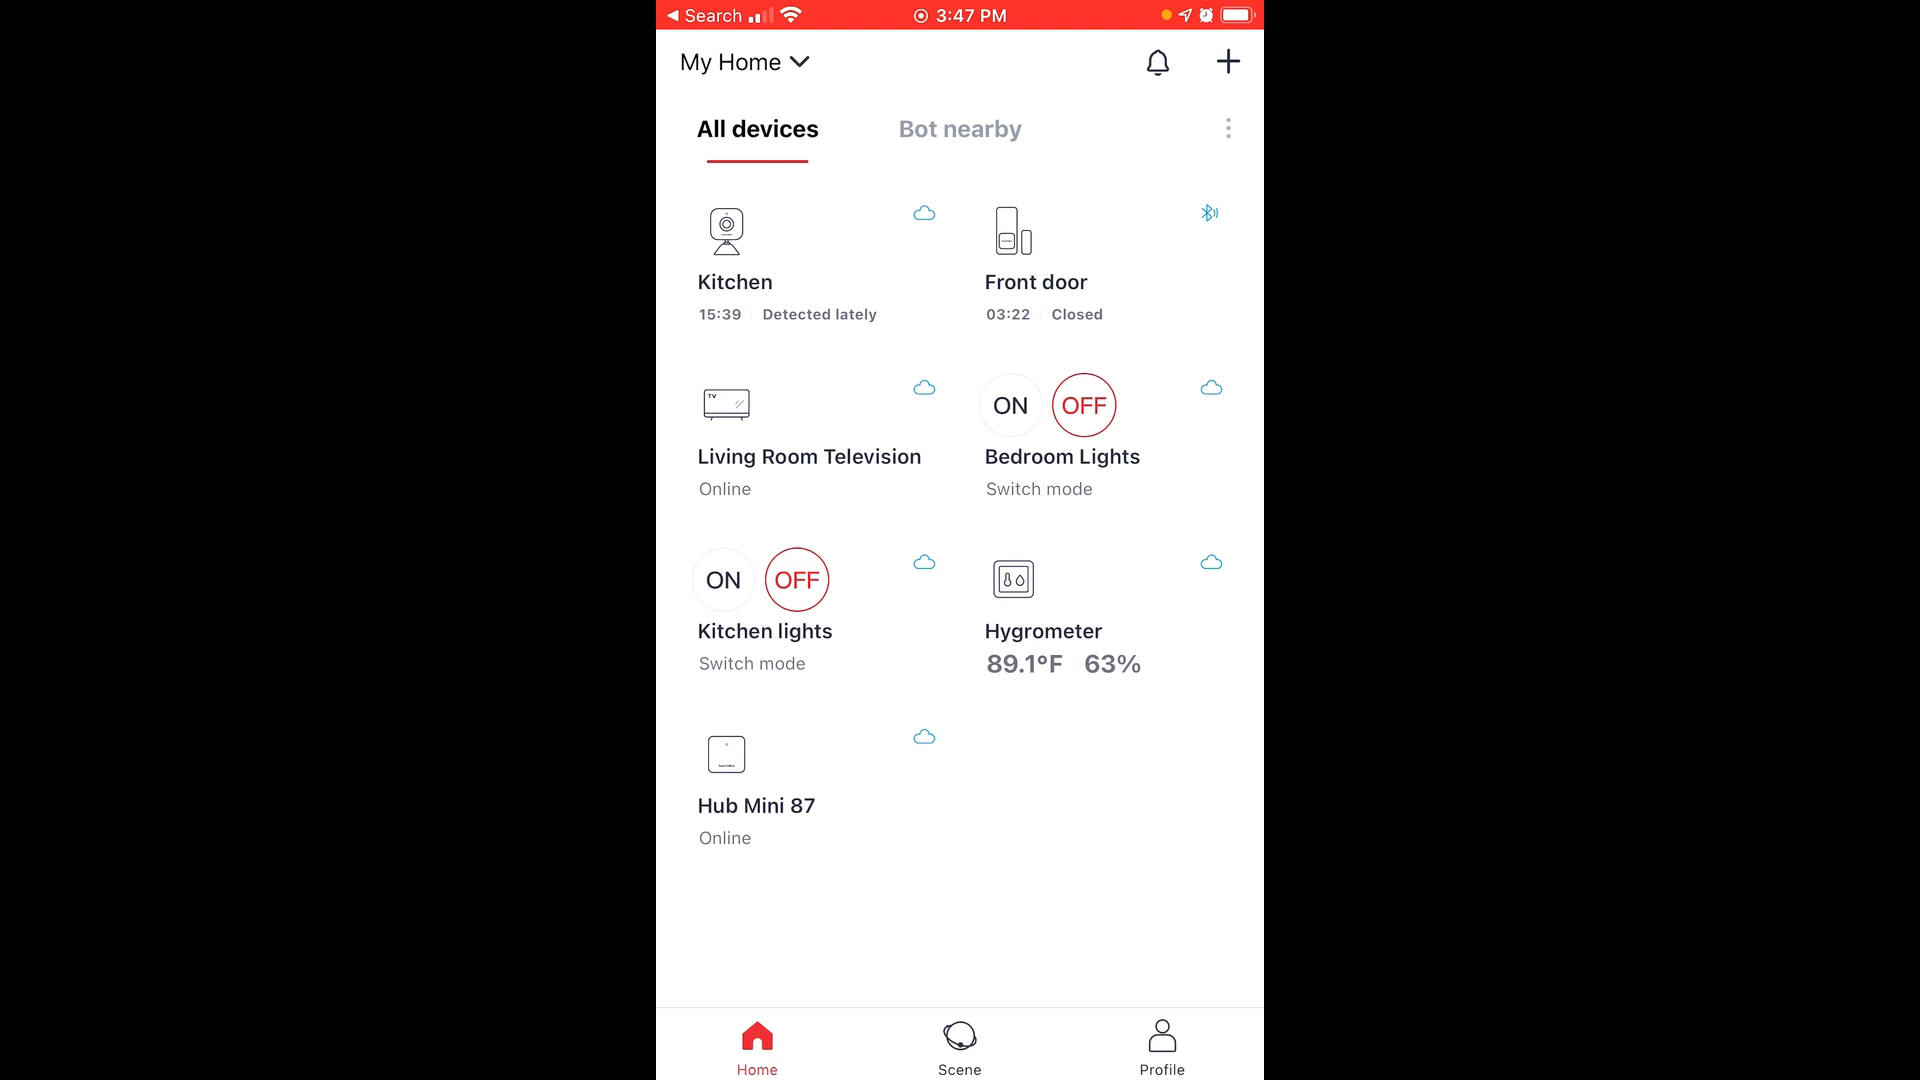 Search 3:47 PM
My Home
All devices Bot nearby
Kitchen Front door
15:39 Detected lately 03:22 Closed
TV ON OFF
Living Room Television Bedroom Lights
Online Switch mode
ON OFF
Kitchen lights Hygrometer
Switch mode 89.1°F 63%
Hub Mini 87
Online
Home Scene Profile